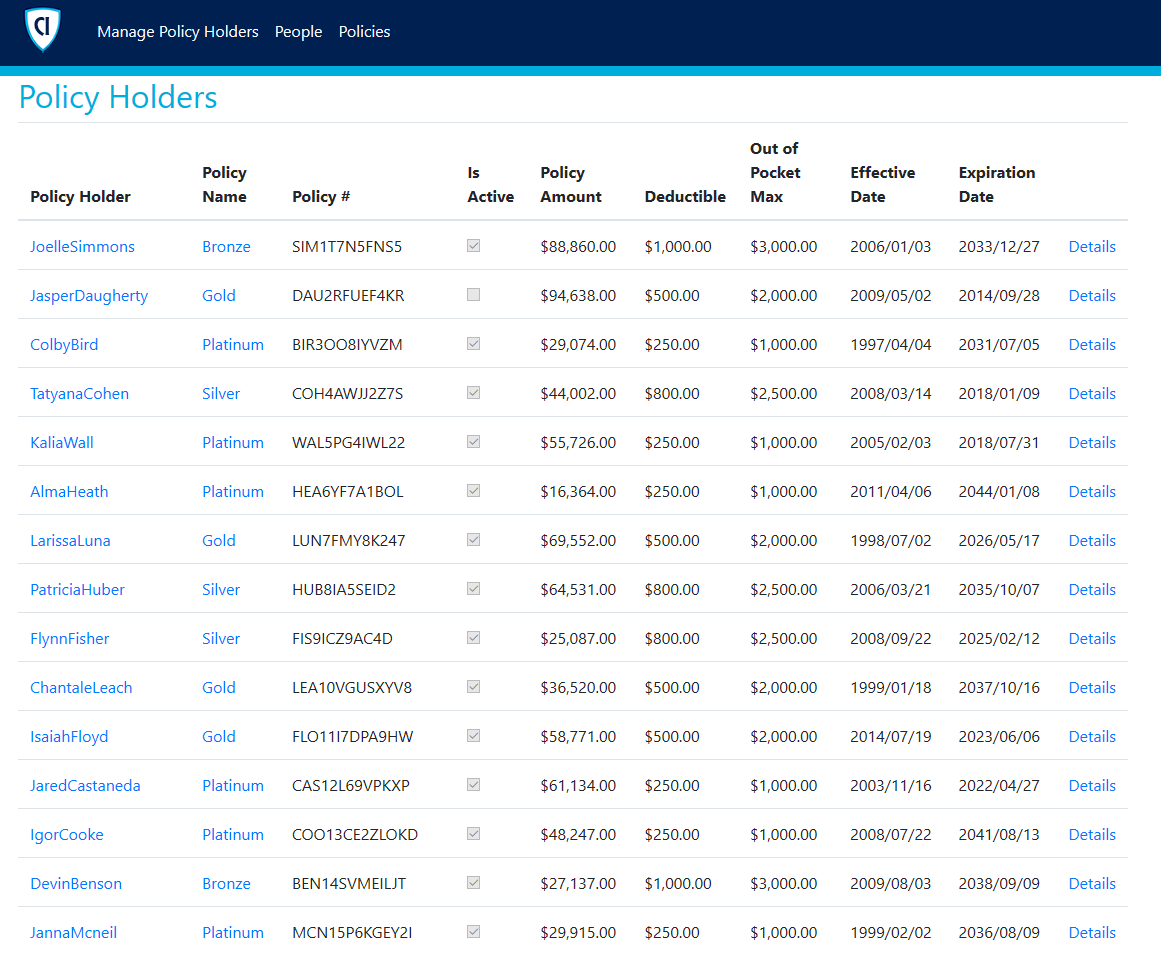 CI
Manage Policy Holders People Policies
Policy Holders
Policy Holder Policy Name Policy # Is Active Policy Amount Deductible Out of Pocket Max Effective Date Expiration Date
JoelleSimmons Bronze SIM1T7N5FNS5 $88,860.00 $1,000.00 $3,000.00 2006/01/03 2033/12/27 Details
JasperDaugherty Gold DAU2RFUEF4KR $94,638.00 $500.00 $2,000.00 2009/05/02 2014/09/28 Details
ColbyBird Platinum BIR3OO8IYVZM $29,074.00 $250.00 $1,000.00 1997/04/04 2031/07/05 Details
TatyanaCohen Silver COH4AWJJ2Z7S $44,002.00 $800.00 $2,500.00 2008/03/14 2018/01/09 Details
KaliaWall Platinum WAL5PG4IWL22 $55,726.00 $250.00 $1,000.00 2005/02/03 2018/07/31 Details
AlmaHeath Platinum HEA6YF7A1BOL $16,364.00 $250.00 $1,000.00 2011/04/06 2044/01/08 Details
LarissaLuna Gold LUN7FMY8K247 $69,552.00 $500.00 $2,000.00 1998/07/02 2026/05/17 Details
PatriciaHuber Silver HUB8IA5SEID2 $64,531.00 $800.00 $2,500.00 2006/03/21 2035/10/07 Details
FlynnFisher Silver FIS9ICZ9AC4D $25,087.00 $800.00 $2,500.00 2008/09/22 2025/02/12 Details
ChantaleLeach Gold LEA10VGUSXYV8 $36,520.00 $500.00 $2,000.00 1999/01/18 2037/10/16 Details
IsaiahFloyd Gold FLO11I7DPA9HW $58,771.00 $500.00 $2,000.00 2014/07/19 2023/06/06 Details
JaredCastaneda Platinum CAS12L69VPKXP $61,134.00 $250.00 $1,000.00 2003/11/16 2022/04/27 Details
IgorCooke Platinum COO13CE2ZLOKD $48,247.00 $250.00 $1,000.00 2008/07/22 2041/08/13 Details
DevinBenson Bronze BEN14SVMEILJT $27,137.00 $1,000.00 $3,000.00 2009/08/03 2038/09/09 Details
JannaMcneil Platinum MCN15P6KGEY2I $29,915.00 $250.00 $1,000.00 1999/02/02 2036/08/09 Details